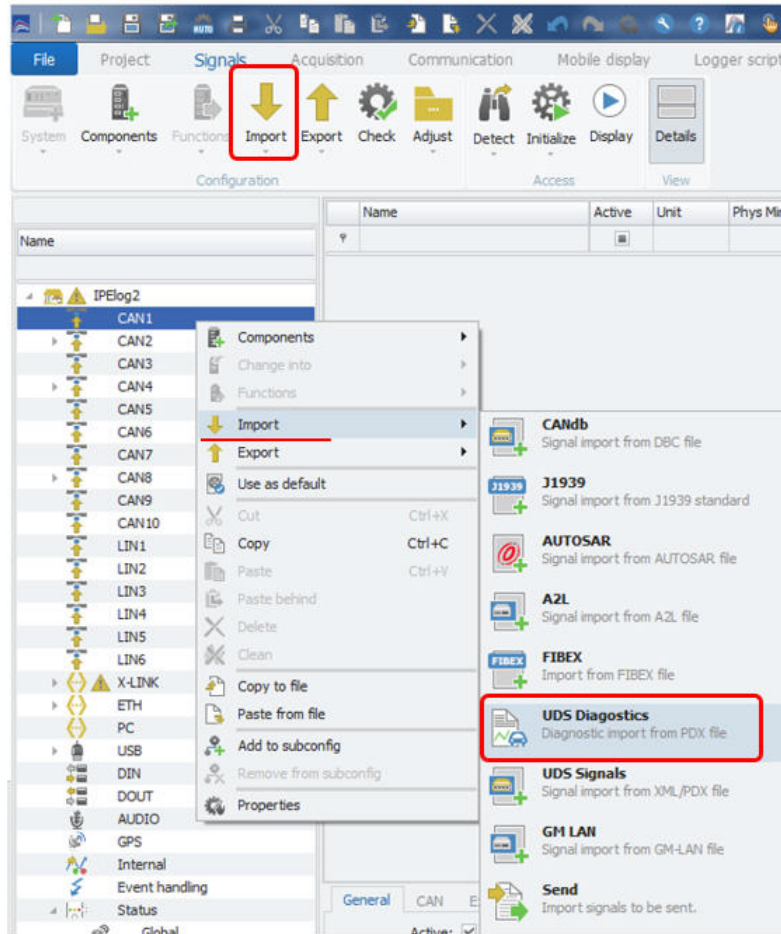 AUTO
File Project Signals Acquisition Communication Mobile display Logger script
System Components Functions Import Export Check Adjust Detect Initialize Display Details
Configuration Access View
Name Active Unit Phys Min
Name
IPElog2
CAN1
CAN2
CAN3
CAN4
CAN5
CAN6
CAN7
CAN8
CAN9
CAN10
LIN1
LIN2
LIN3
LIN4
LIN5
LIN6
X-LINK
ETH
PC
USB
DIN
DOUT
AUDIO
GPS
Internal
Event handling
Status
Global
Components
Change into
Functions
Import
Export
Use as default
Cut Ctrl+X
Copy Ctrl+C
Paste Ctrl+V
Paste behind
Delete
Clean
Copy to file
Paste from file
Add to subconfig
Remove from subconfig
Properties
CANdb
Signal import from DBC file
J1939
J1939
Signal import from J1939 standard
AUTOSAR
Signal import from AUTOSAR file
A2L
Signal import from A2L file
FIBEX
FIBEX
Import from FIBEX file
UDS Diagostics
Diagnostic import from PDX file
UDS Signals
Signal import from XML/PDX file
GM LAN
Signal import from GM-LAN file
Send
Import signals to be sent.
General CAN
Active: